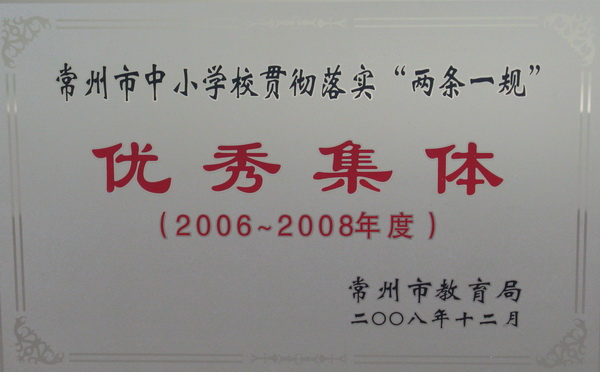 常州市中小学校贯彻落实“两条一规”
优秀集体
（2006~2008年度）
常州市教育局
二〇〇八年十二月